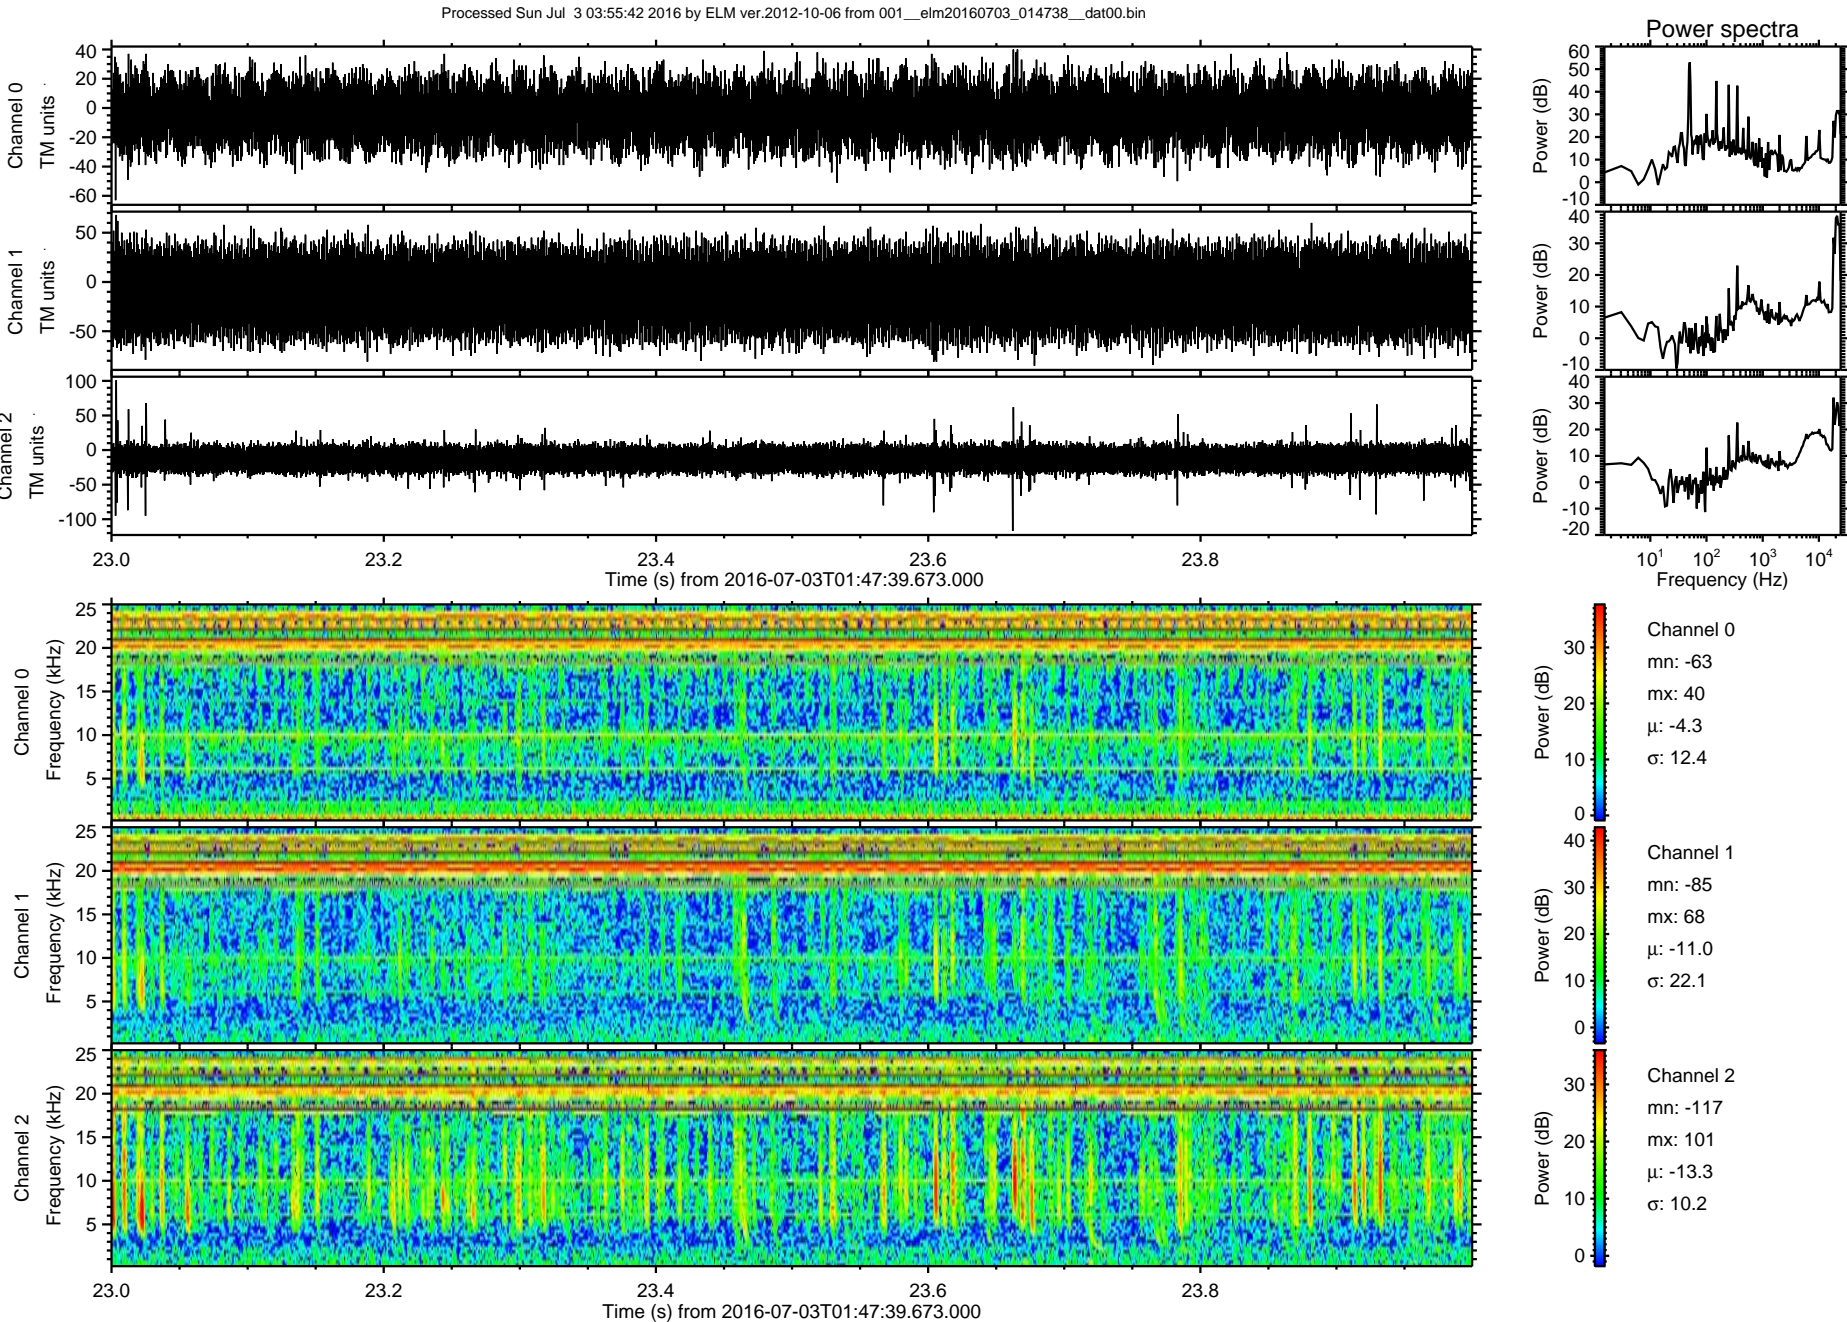 Processed Sun Jul  3 03:55:42 2016 by ELM ver.2012-10-06 from 001__elm20160703_014738__dat00.bin
Power spectra
Channel 0
TM units
40
20
0
-20
-40
-60
Power (dB)
60
50
40
30
20
10
0
-10
Channel 1
TM units
50
0
-50
Power (dB)
40
30
20
10
0
-10
Channel 2
TM units
100
50
0
-50
-100
Power (dB)
40
30
20
10
0
-10
-20
23.0 23.2 23.4 23.6 23.8
Time (s) from 2016-07-03T01:47:39.673.000
10^1 10^2 10^3 10^4
Frequency (Hz)
Channel 0
Frequency (kHz)
25
20
15
10
5
Power (dB)
30
20
10
0
Channel 0
mn: -63
mx: 40
μ: -4.3
σ: 12.4
Channel 1
Frequency (kHz)
25
20
15
10
5
Power (dB)
40
30
20
10
0
Channel 1
mn: -85
mx: 68
μ: -11.0
σ: 22.1
Channel 2
Frequency (kHz)
25
20
15
10
5
Power (dB)
30
20
10
0
Channel 2
mn: -117
mx: 101
μ: -13.3
σ: 10.2
23.0 23.2 23.4 23.6 23.8
Time (s) from 2016-07-03T01:47:39.673.000